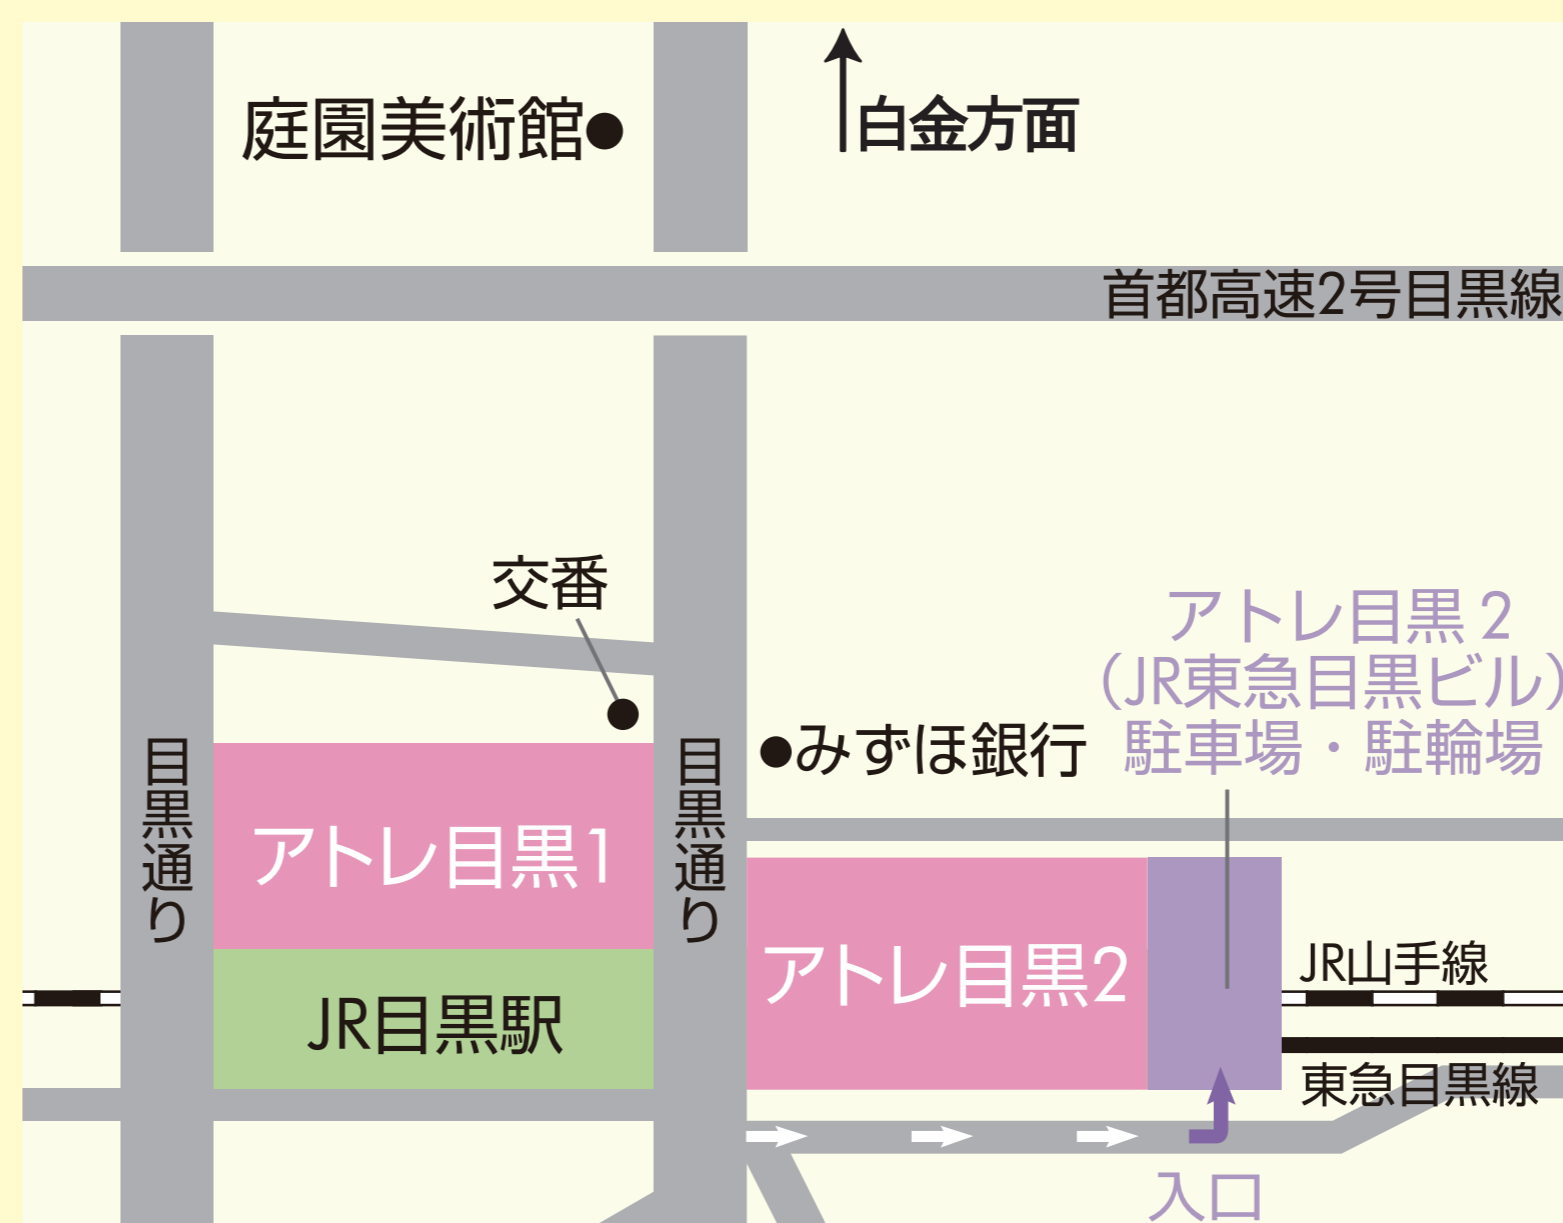 庭園美術館
白金方面
首都高速2号目黒線
交番
アトレ目黒2
(JR東急目黒ビル)
駐車場・駐輪場
みずほ銀行
目黒通り
目黒通り
アトレ目黒1
アトレ目黒2
JR目黒駅
JR山手線
東急目黒線
入口